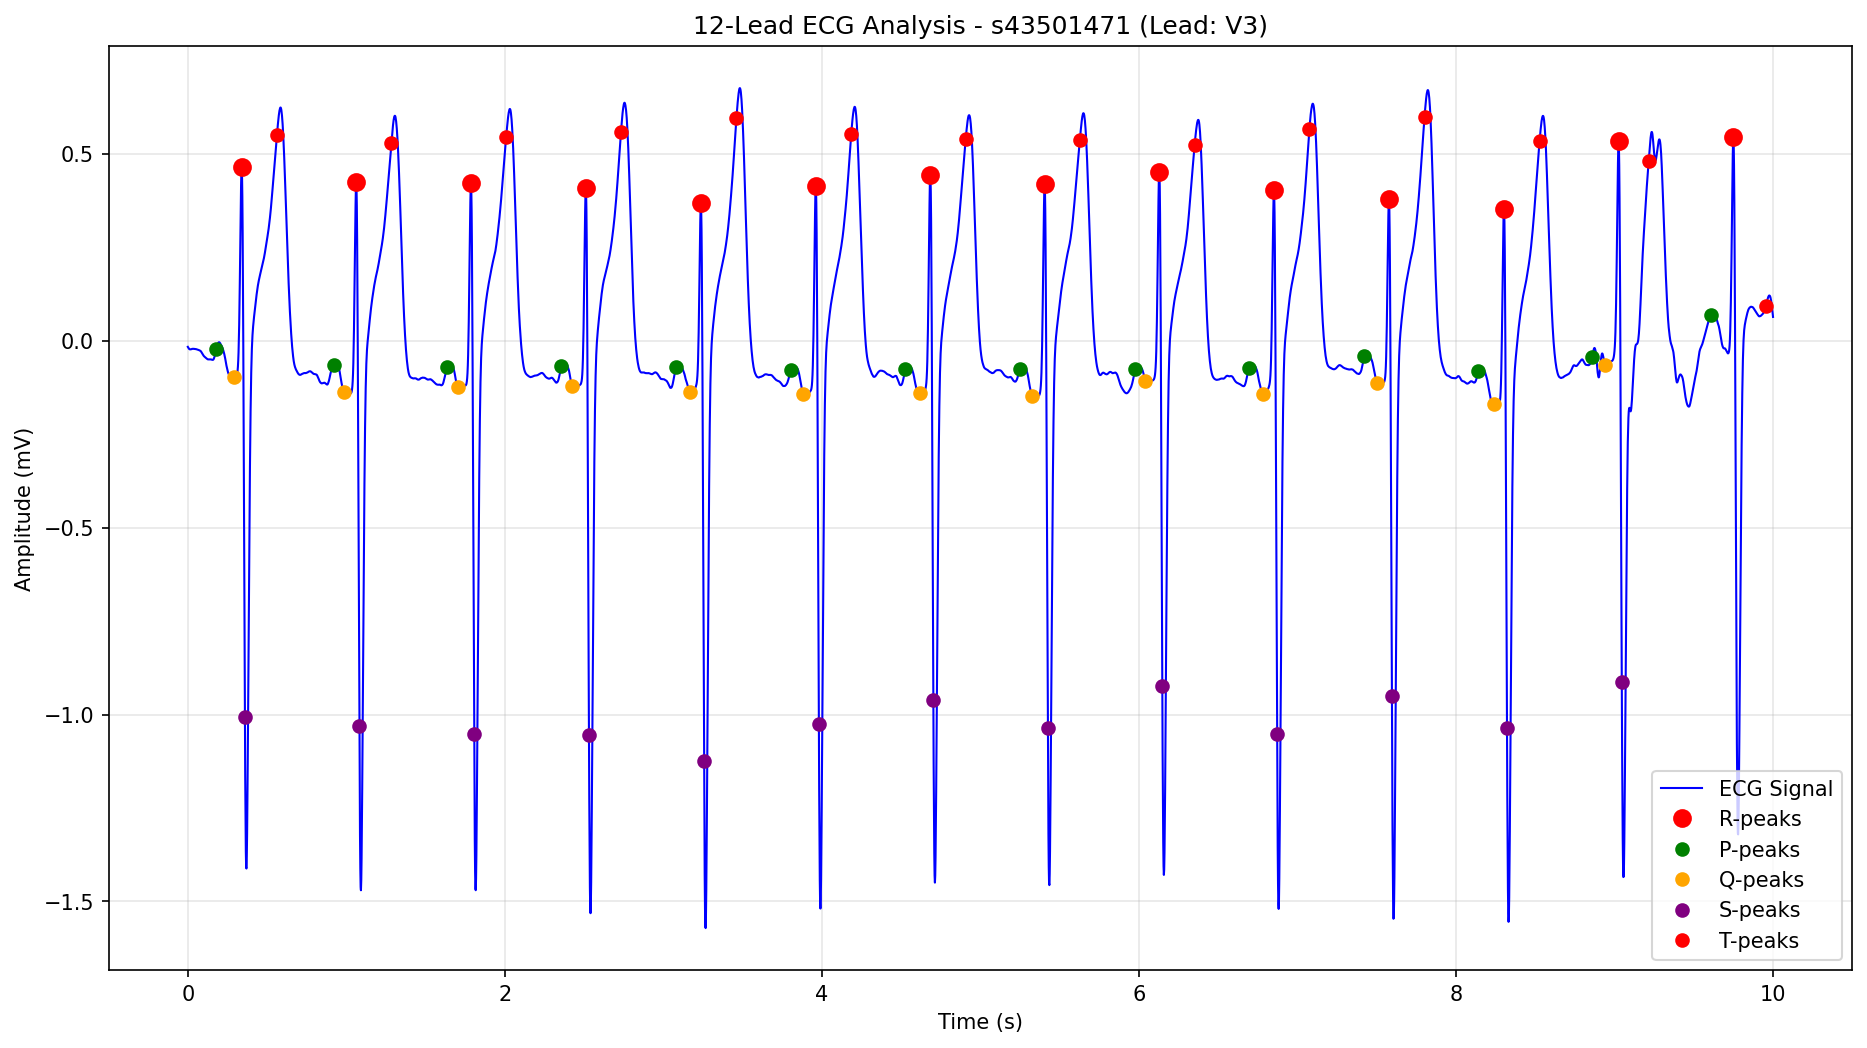 12-Lead ECG Analysis - s43501471 (Lead: V3)
Amplitude (mV)
0.5
0.0
−0.5
−1.0
−1.5
0 2 4 6 8 10
Time (s)
ECG Signal
R-peaks
P-peaks
Q-peaks
S-peaks
T-peaks